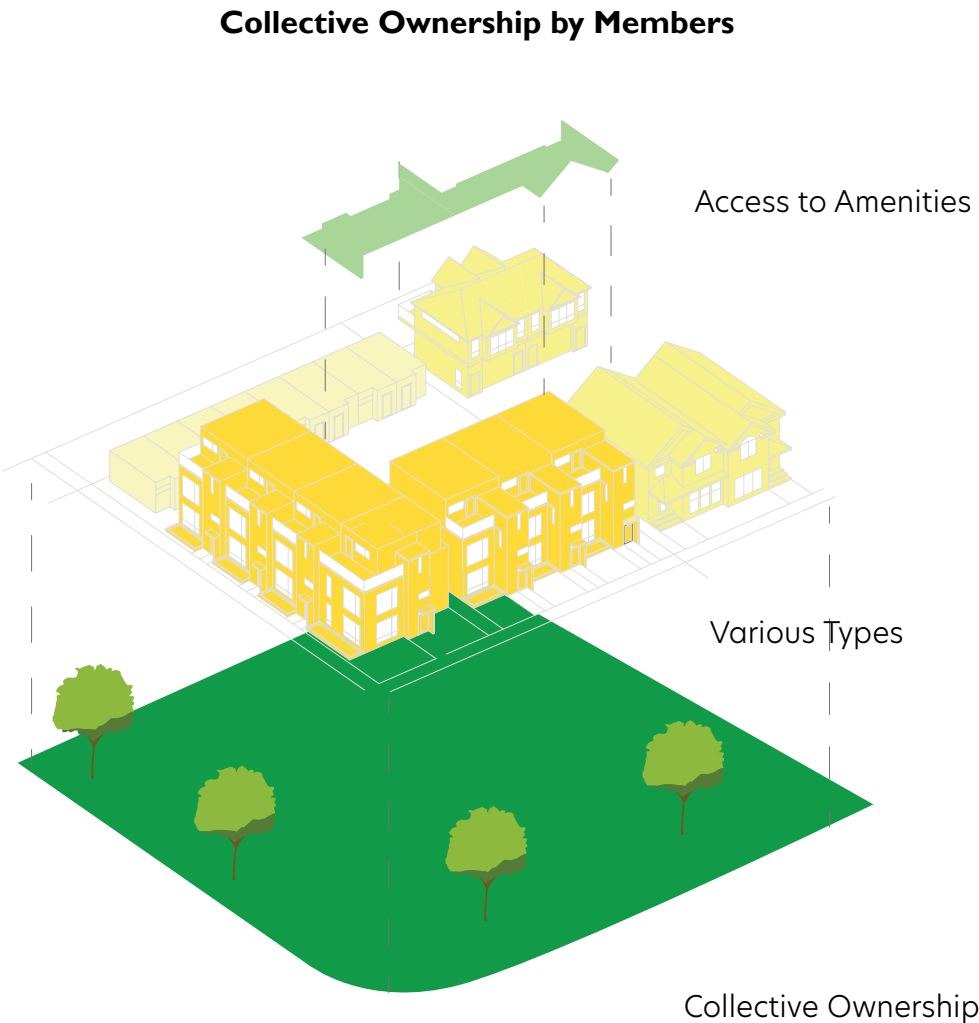 Collective Ownership by Members
Access to Amenities
Various Types
Collective Ownership